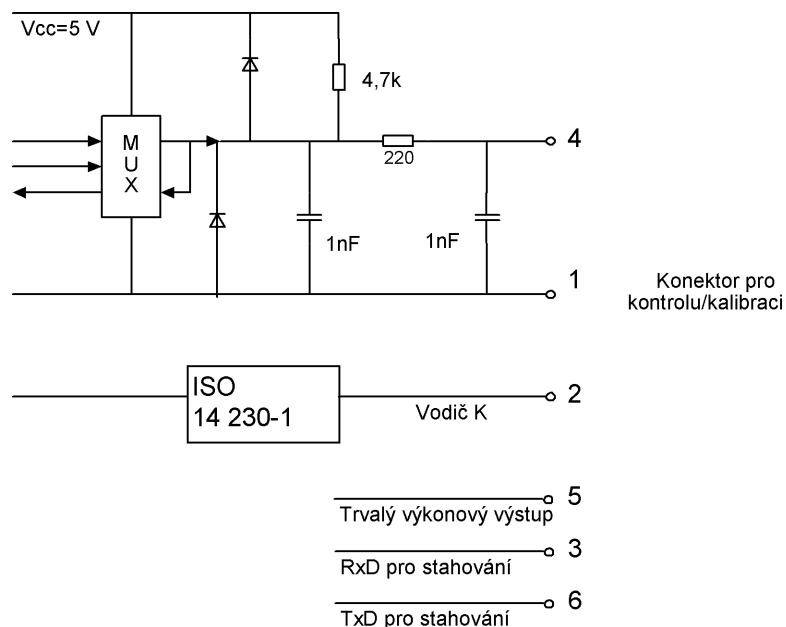 Vcc=5 V
4,7k
M
U
X
4
220
1nF
1nF
1
Konektor pro
kontrolu/kalibraci
ISO
14 230-1
2
Vodič K
5
Trvalý výkonový výstup
3
RxD pro stahování
6
TxD pro stahování